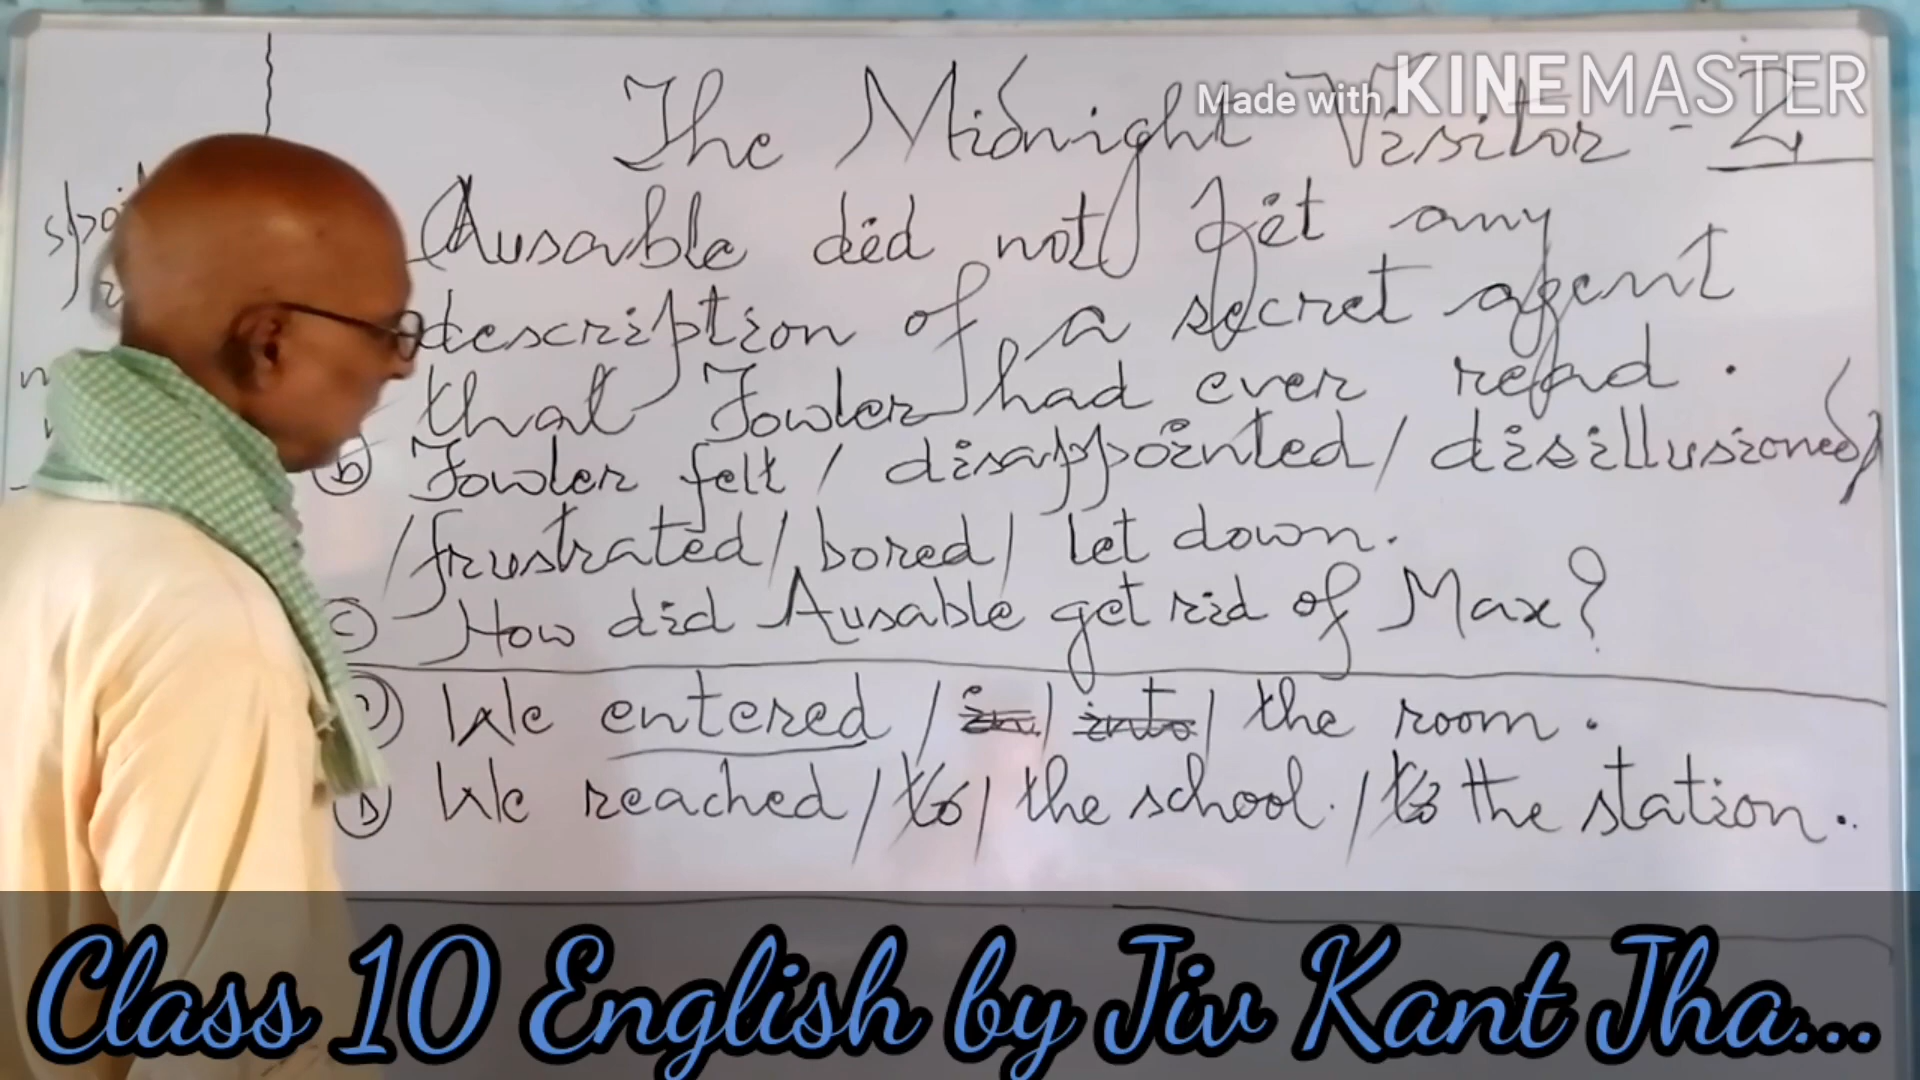 Made with KINEMASTER
The Midnight Visitor - 2
Ausable did not fit any
description of a secret agent
that Fowler had ever read.
(b) Fowler felt / disappointed / disillusioned /
/ frustrated / bored / let down.
(c) How did Ausable get rid of Max?
We entered / in / into / the room.
(b) We reached / to / the school. / to the station.
Class 10 English by Jiv Kant Jha...